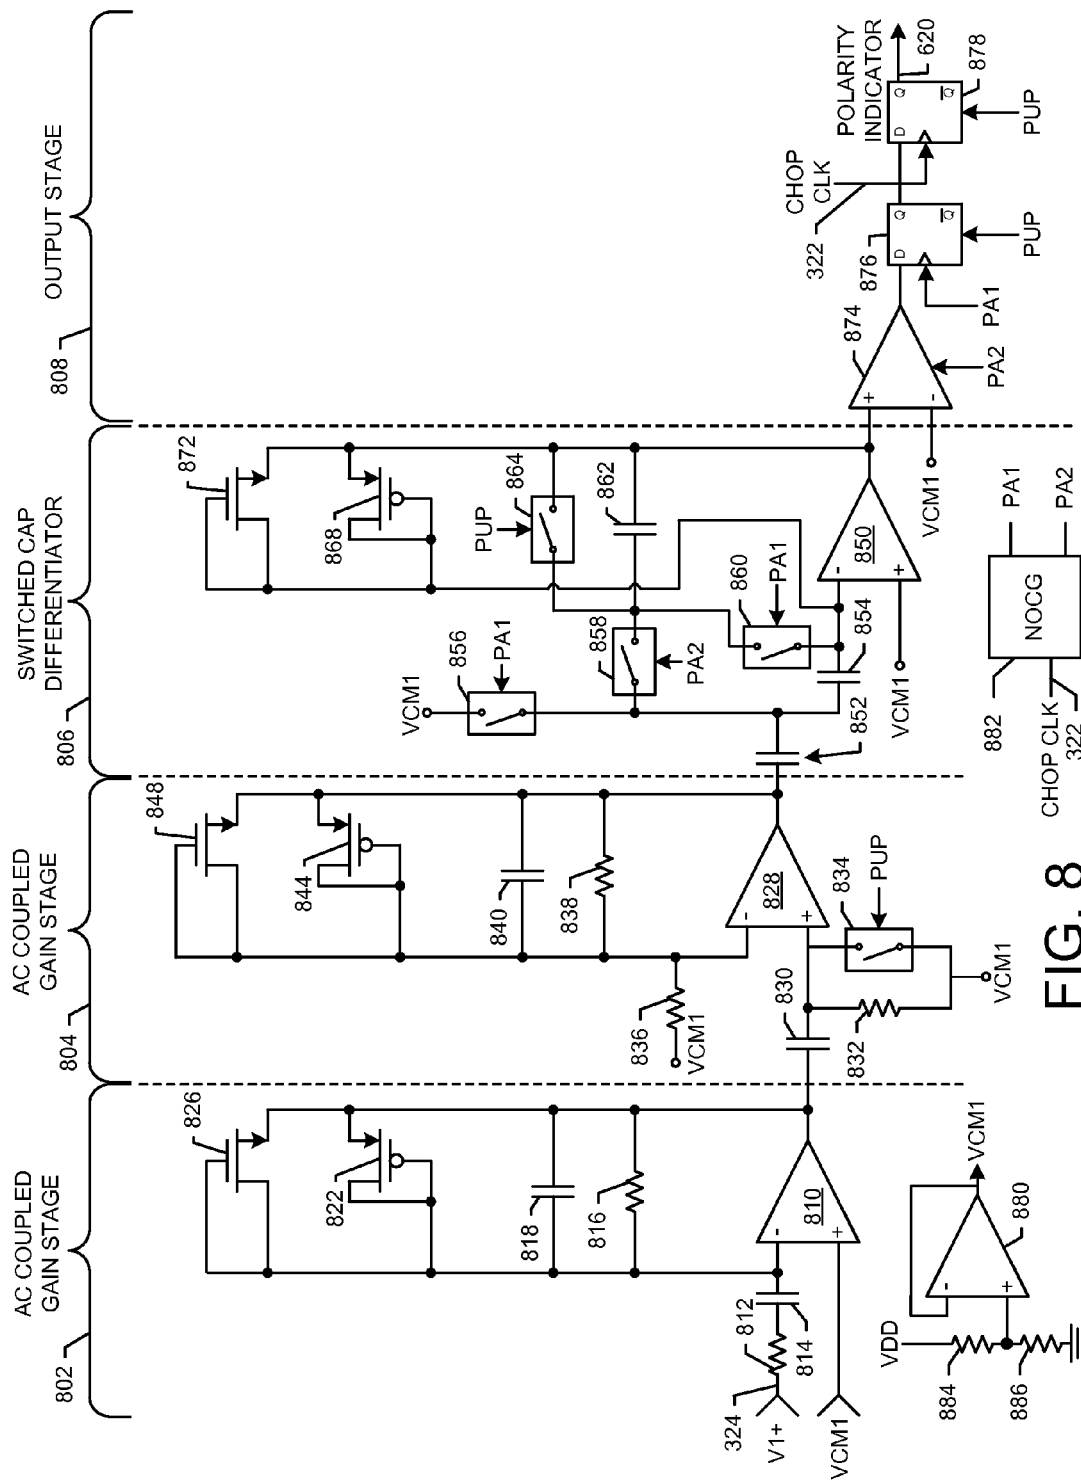 AC COUPLED
GAIN STAGE
AC COUPLED
GAIN STAGE
SWITCHED CAP
DIFFERENTIATOR
OUTPUT STAGE
802
804
806
808
826
848
872
822
844
868
PUP
864
818
840
862
816
838
VCM1
856
PA1
858
PA2
860
PA1
836
VCM1
324
V1+
812
814
-
+
810
VCM1
830
832
-
+
828
834
PUP
VCM1
852
854
-
+
850
VCM1
+
-
874
VCM1
PA2
876
D
Q
Q
PA1
PUP
CHOP
CLK
322
D
Q
Q
878
PUP
POLARITY
INDICATOR
620
VDD
884
886
-
+
880
VCM1
FIG. 8
882
NOCG
CHOP CLK
322
PA1
PA2